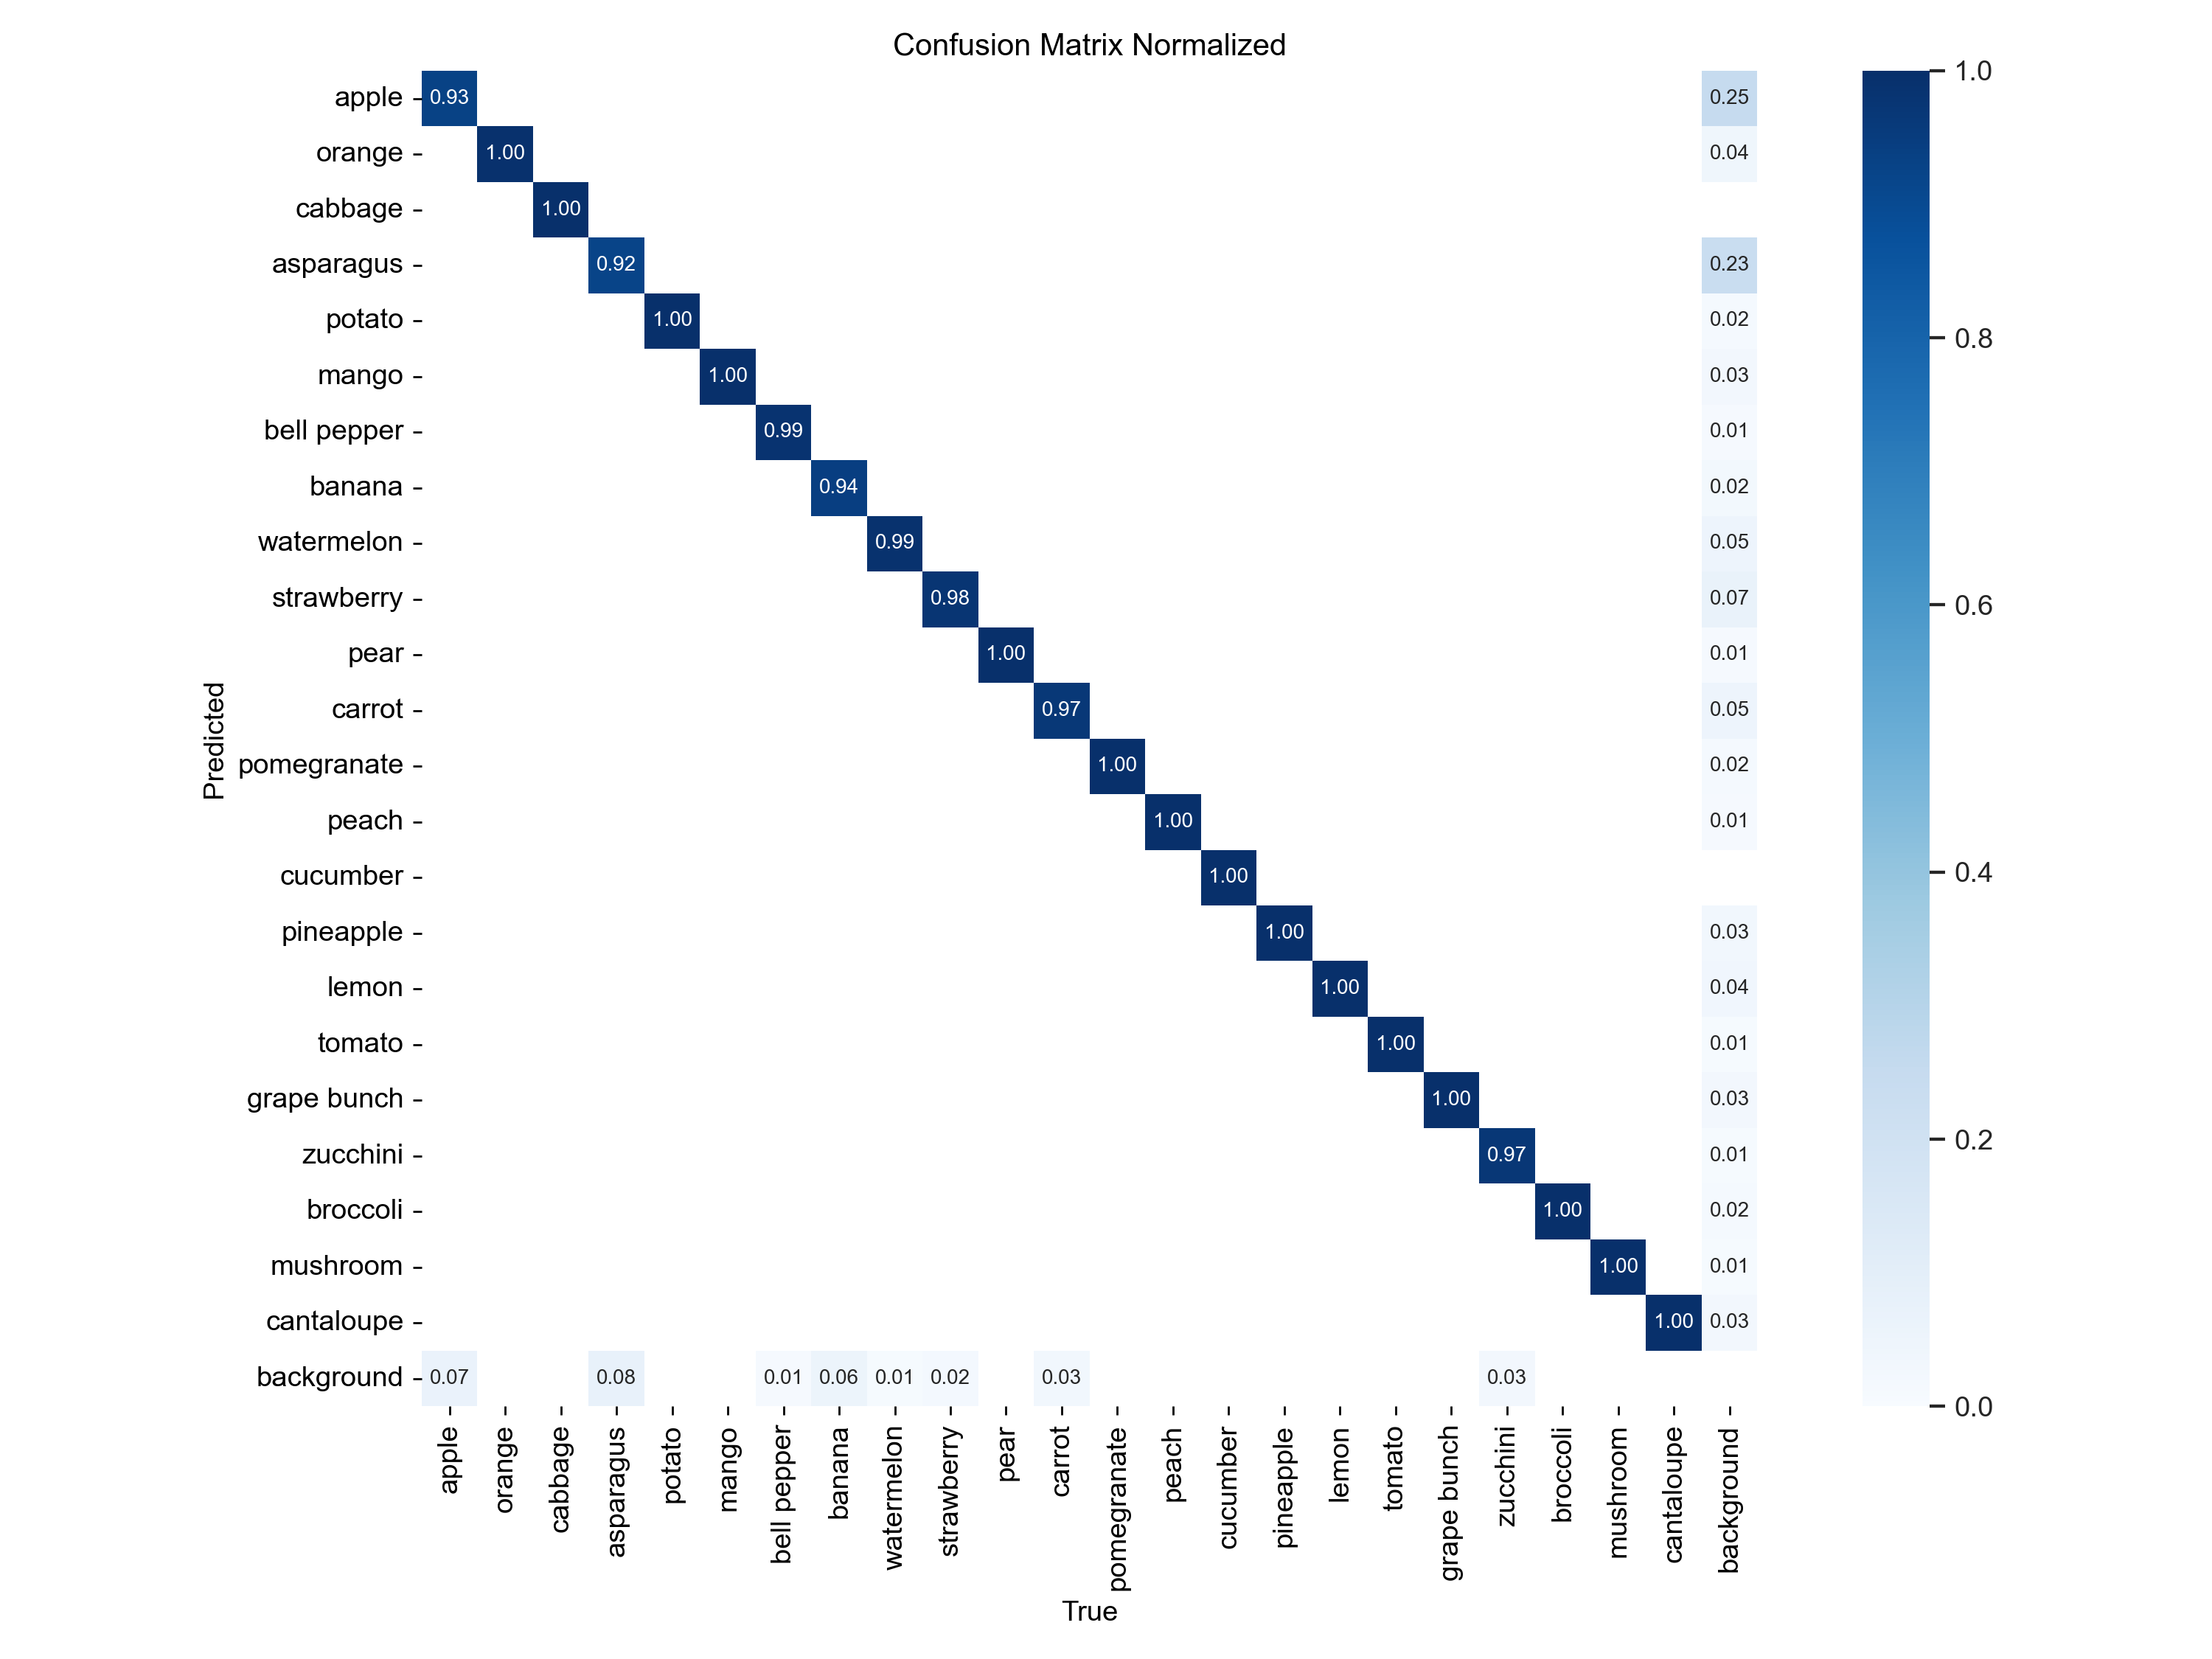 Confusion Matrix Normalized
apple 0.93 0.25
orange 1.00 0.04
cabbage 1.00
asparagus 0.92 0.23
potato 1.00 0.02
mango 1.00 0.03
bell pepper 0.99 0.01
banana 0.94 0.02
watermelon 0.99 0.05
strawberry 0.98 0.07
pear 1.00 0.01
carrot 0.97 0.05
pomegranate 1.00 0.02
peach 1.00 0.01
cucumber 1.00
pineapple 1.00 0.03
lemon 1.00 0.04
tomato 1.00 0.01
grape bunch 1.00 0.03
zucchini 0.97 0.01
broccoli 1.00 0.02
mushroom 1.00 0.01
cantaloupe 1.00 0.03
background 0.07 0.08 0.01 0.06 0.01 0.02 0.03 0.03
Predicted
apple
orange
cabbage
asparagus
potato
mango
bell pepper
banana
watermelon
strawberry
pear
carrot
pomegranate
peach
cucumber
pineapple
lemon
tomato
grape bunch
zucchini
broccoli
mushroom
cantaloupe
background
True
1.0
0.8
0.6
0.4
0.2
0.0